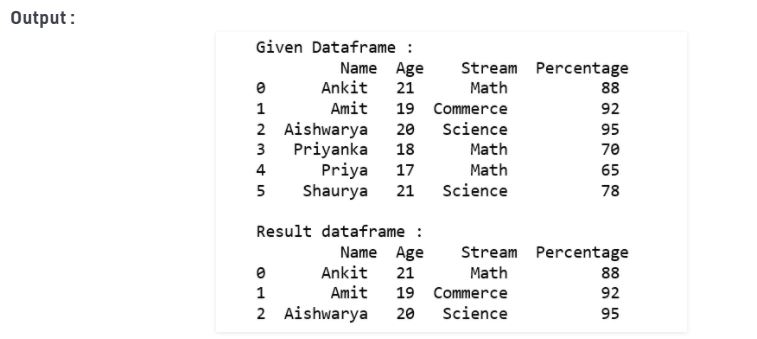 Output :
Given Dataframe :
Name Age Stream Percentage
0 Ankit 21 Math 88
1 Amit 19 Commerce 92
2 Aishwarya 20 Science 95
3 Priyanka 18 Math 70
4 Priya 17 Math 65
5 Shaurya 21 Science 78
Result dataframe :
Name Age Stream Percentage
0 Ankit 21 Math 88
1 Amit 19 Commerce 92
2 Aishwarya 20 Science 95